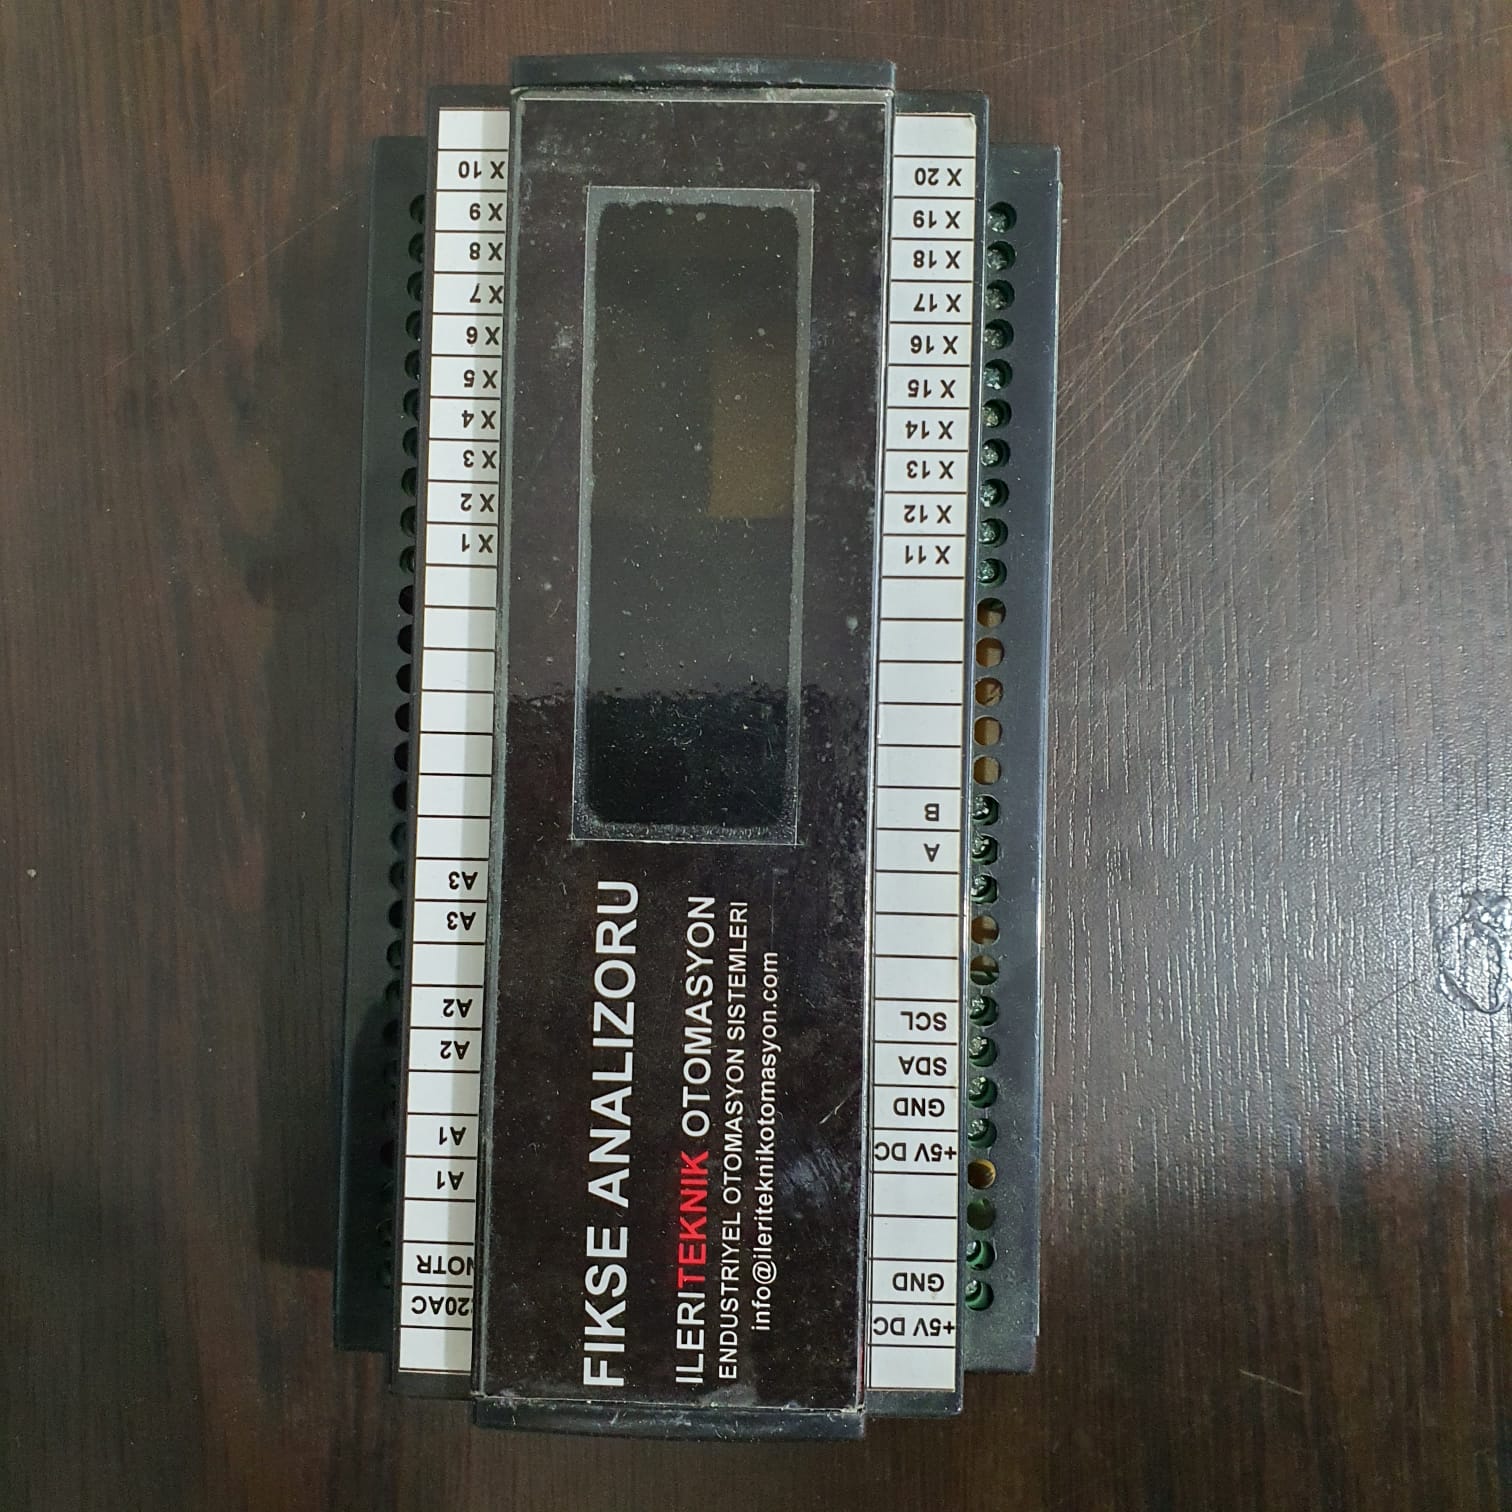 FIKSE ANALIZORU
ILERITEKNIK OTOMASYON
ENDUSTRIYEL OTOMASYON SISTEMLERI
info@ileriteknikotomasyon.com
X 10
X 9
X 8
X 7
X 6
X 5
X 4
X 3
X 2
X 1
A3
A3
A2
A2
A1
A1
NOTR
20AC
X 20
X 19
X 18
X 17
X 16
X 15
X 14
X 13
X 12
X 11
B
A
SCL
SDA
GND
+5V DC
GND
+5V DC